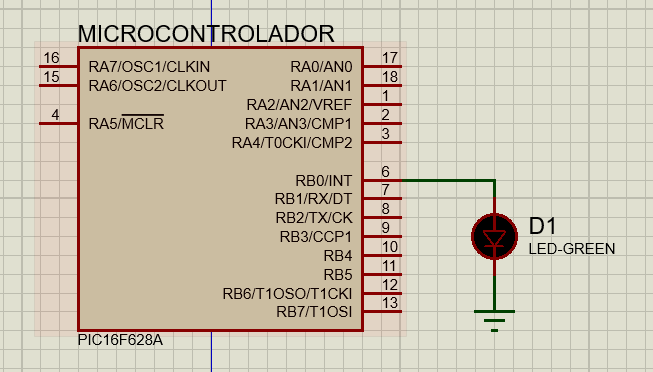 MICROCONTROLADOR
16 RA7/OSC1/CLKIN RA0/AN0 17
15 RA6/OSC2/CLKOUT RA1/AN1 18
RA2/AN2/VREF 1
4 RA5/MCLR RA3/AN3/CMP1 2
RA4/T0CKI/CMP2 3
RB0/INT 6
RB1/RX/DT 7
RB2/TX/CK 8
RB3/CCP1 9
RB4 10
RB5 11
RB6/T1OSO/T1CKI 12
RB7/T1OSI 13
PIC16F628A
D1
LED-GREEN